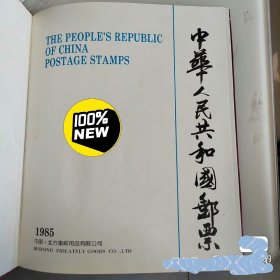 THE PEOPLE'S REPUBLIC
OF CHINA
POSTAGE STAMPS
中華人民共和國郵票
100%
NEW
1985
中国·北方集邮用品有限公司
BEIFOND PHILATELY GOODS CO.,LTD